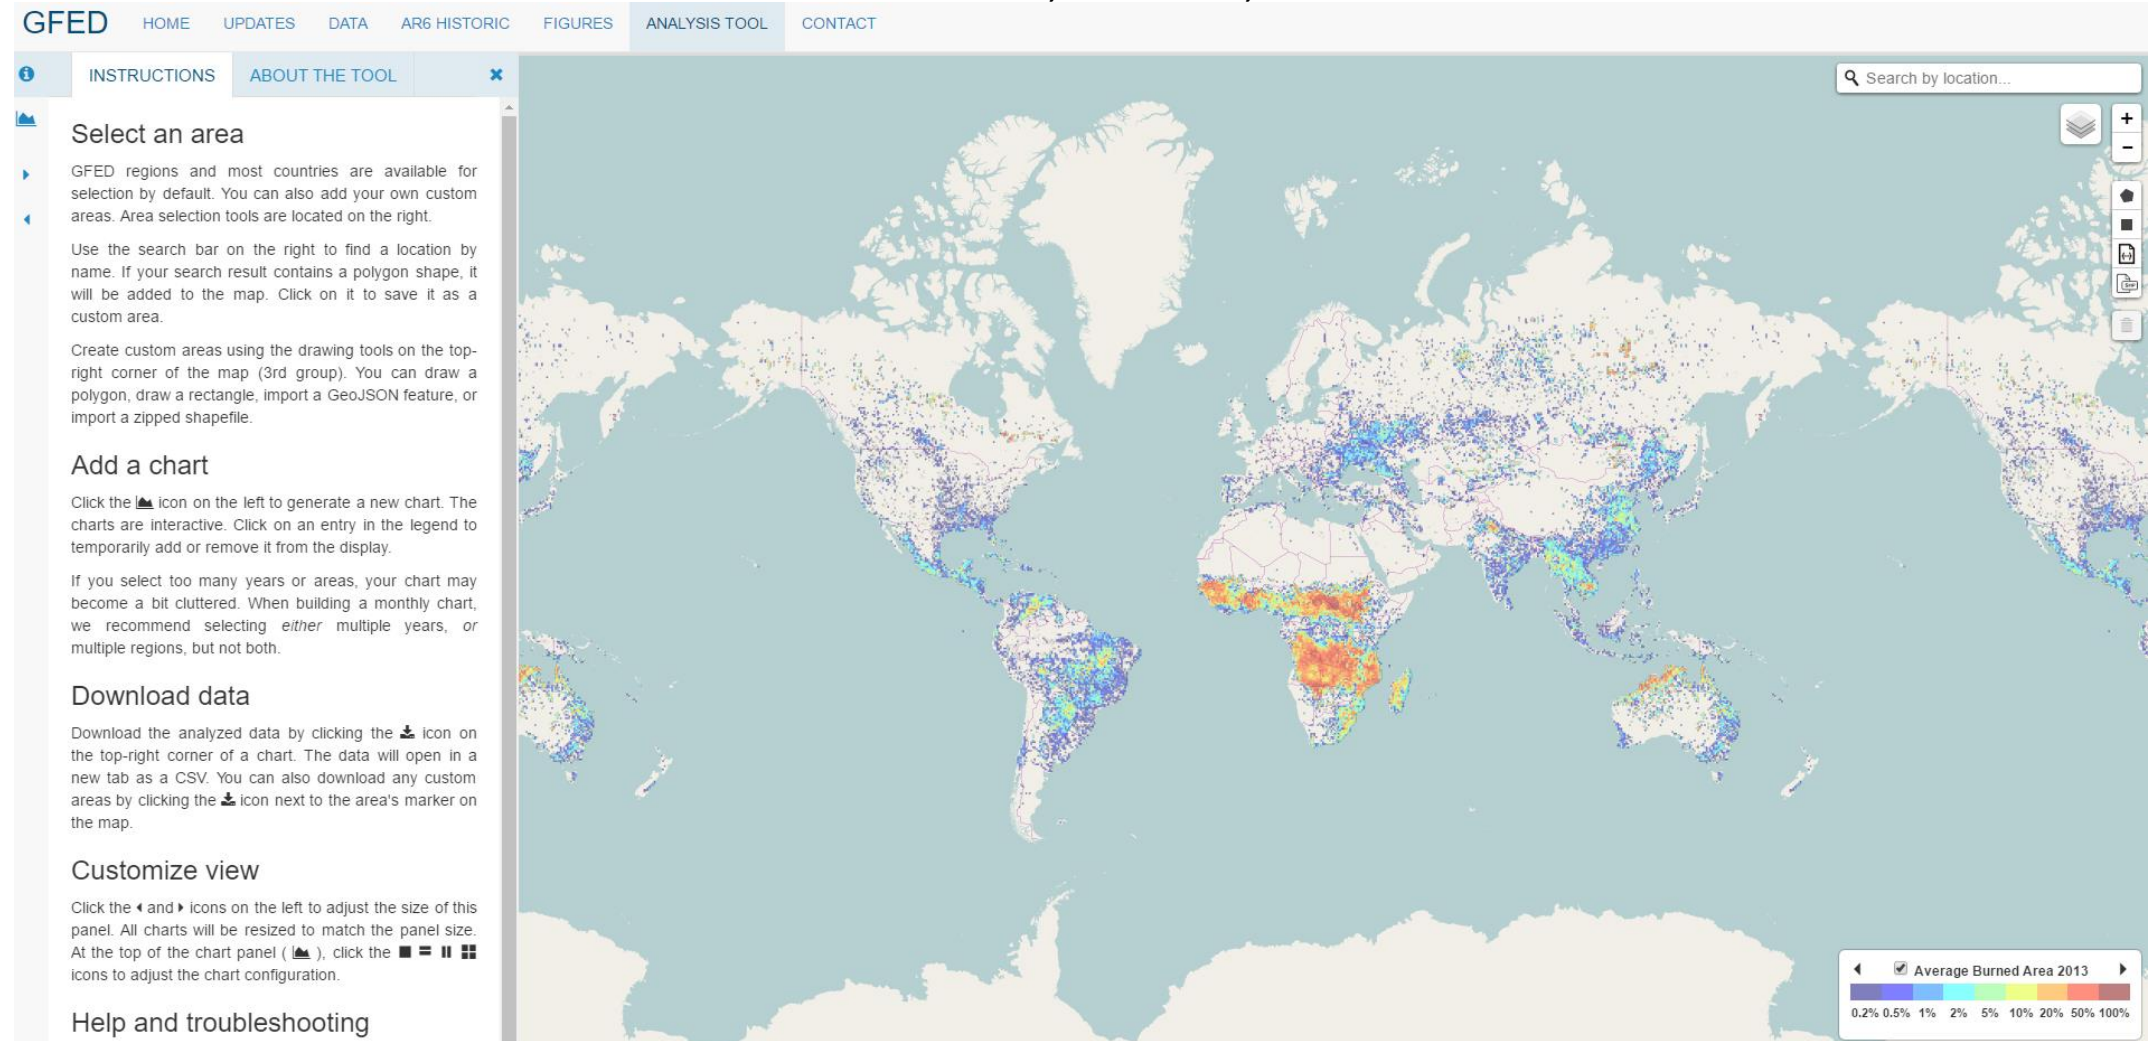 GFED HOME UPDATES DATA AR6 HISTORIC FIGURES ANALYSIS TOOL CONTACT
INSTRUCTIONS ABOUT THE TOOL
Search by location...
Select an area
GFED regions and most countries are available for
selection by default. You can also add your own custom
areas. Area selection tools are located on the right.
Use the search bar on the right to find a location by
name. If your search result contains a polygon shape, it
will be added to the map. Click on it to save it as a
custom area.
Create custom areas using the drawing tools on the top-
right corner of the map (3rd group). You can draw a
polygon, draw a rectangle, import a GeoJSON feature, or
import a zipped shapefile.
Add a chart
Click the icon on the left to generate a new chart. The
charts are interactive. Click on an entry in the legend to
temporarily add or remove it from the display.
If you select too many years or areas, your chart may
become a bit cluttered. When building a monthly chart,
we recommend selecting either multiple years, or
multiple regions, but not both.
Download data
Download the analyzed data by clicking the icon on
the top-right corner of a chart. The data will open in a
new tab as a CSV. You can also download any custom
areas by clicking the icon next to the area's marker on
the map.
Customize view
Click the and icons on the left to adjust the size of this
panel. All charts will be resized to match the panel size.
At the top of the chart panel ( ), click the
icons to adjust the chart configuration.
Help and troubleshooting
Average Burned Area 2013
0.2% 0.5% 1% 2% 5% 10% 20% 50% 100%